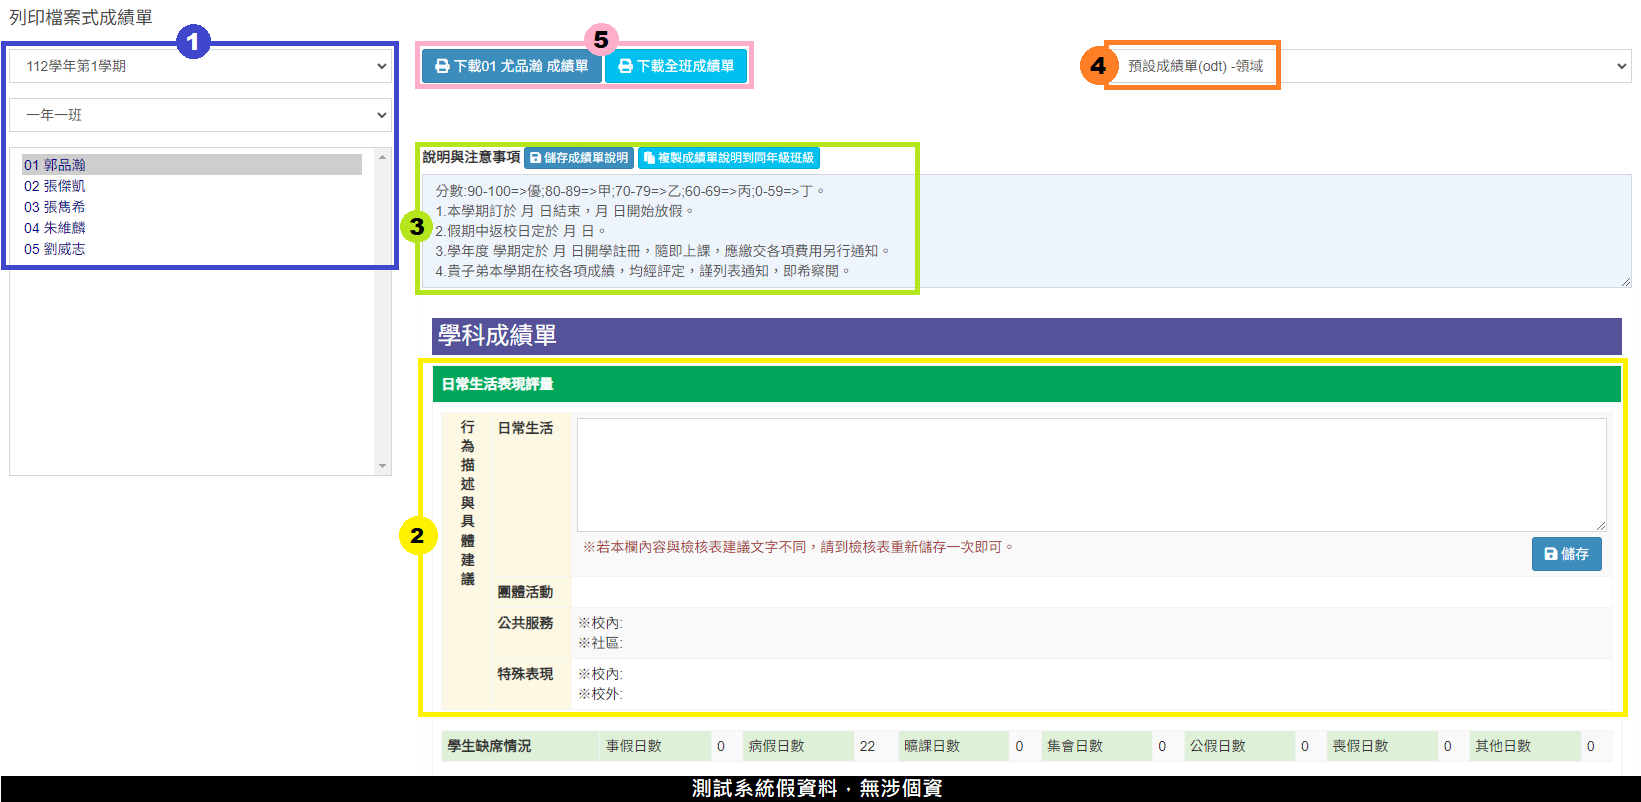 列印檔案式成績單
1
112學年第1學期
一年一班
01 郭品瀚
02 張傑凱
03 張雋希
04 朱維麟
05 劉威志
5
下載01 尤品瀚 成績單
下載全班成績單
4
預設成績單(odt) -領域
說明與注意事項
儲存成績單說明
複製成績單說明到同年級班級
3
分數:90-100=>優;80-89=>甲;70-79=>乙;60-69=>丙;0-59=>丁。
1.本學期訂於 月 日結束，月 日開始放假。
2.假期中返校日定於 月 日。
3.學年度 學期定於 月 日開學註冊，隨即上課，應繳交各項費用另行通知。
4.貴子弟本學期在校各項成績，均經評定，謹列表通知，即希察閱。
學科成績單
2
日常生活表現評量
行為描述與具體建議
日常生活
※若本欄內容與檢核表建議文字不同，請到檢核表重新儲存一次即可。
儲存
團體活動
公共服務
※校內:
※社區:
特殊表現
※校內:
※校外:
學生缺席情況 事假日數 0 病假日數 22 曠課日數 0 集會日數 0 公假日數 0 喪假日數 0 其他日數 0
測試系統假資料，無涉個資